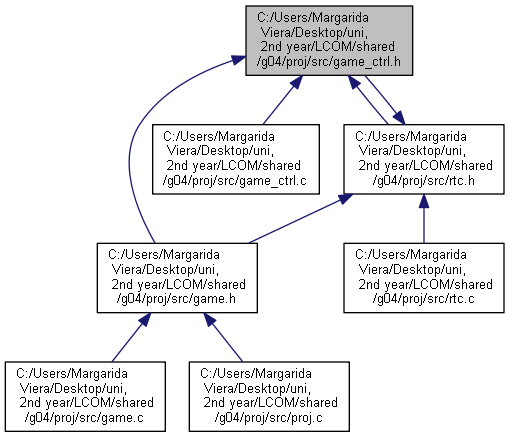 C:/Users/Margarida
Viera/Desktop/uni,
2nd year/LCOM/shared
/g04/proj/src/game_ctrl.h
C:/Users/Margarida
Viera/Desktop/uni,
2nd year/LCOM/shared
/g04/proj/src/game_ctrl.c
C:/Users/Margarida
Viera/Desktop/uni,
2nd year/LCOM/shared
/g04/proj/src/rtc.h
C:/Users/Margarida
Viera/Desktop/uni,
2nd year/LCOM/shared
/g04/proj/src/game.h
C:/Users/Margarida
Viera/Desktop/uni,
2nd year/LCOM/shared
/g04/proj/src/rtc.c
C:/Users/Margarida
Viera/Desktop/uni,
2nd year/LCOM/shared
/g04/proj/src/game.c
C:/Users/Margarida
Viera/Desktop/uni,
2nd year/LCOM/shared
/g04/proj/src/proj.c